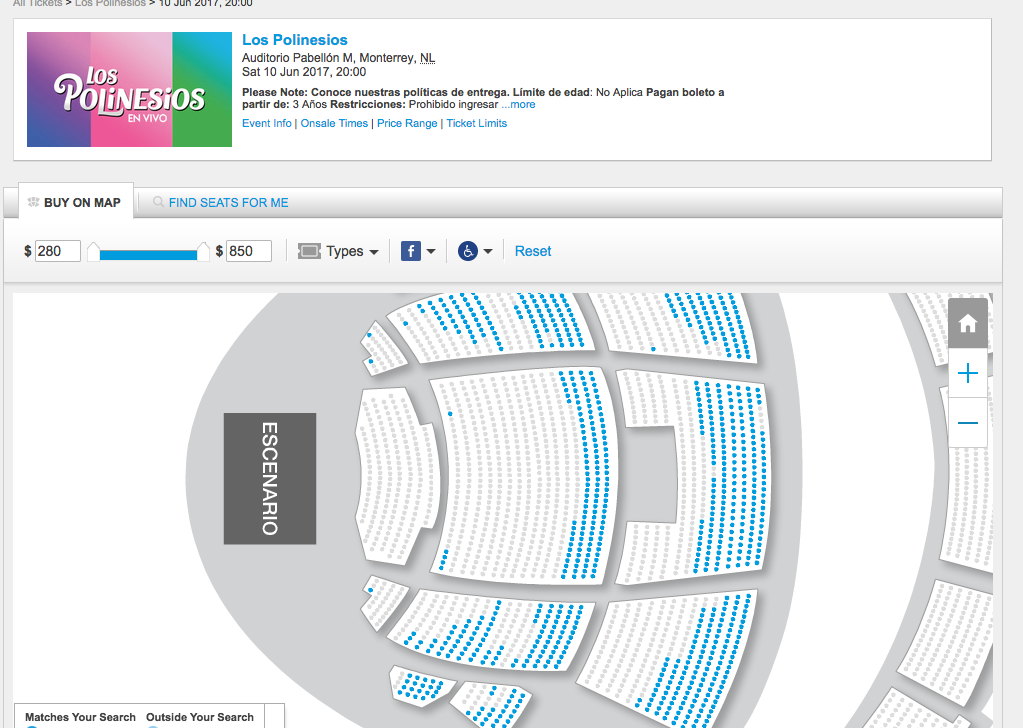 All Tickets > Los Polinesios > 10 Jun 2017, 20:00
LOS
POLINESIOS
EN VIVO
Los Polinesios
Auditorio Pabellón M, Monterrey, NL
Sat 10 Jun 2017, 20:00
Please Note: Conoce nuestras políticas de entrega. Límite de edad: No Aplica Pagan boleto a
partir de: 3 Años Restricciones: Prohibido ingresar ...more
Event Info | Onsale Times | Price Range | Ticket Limits
BUY ON MAP FIND SEATS FOR ME
$ 280 $ 850 Types f Reset
ESCENARIO
Matches Your Search Outside Your Search